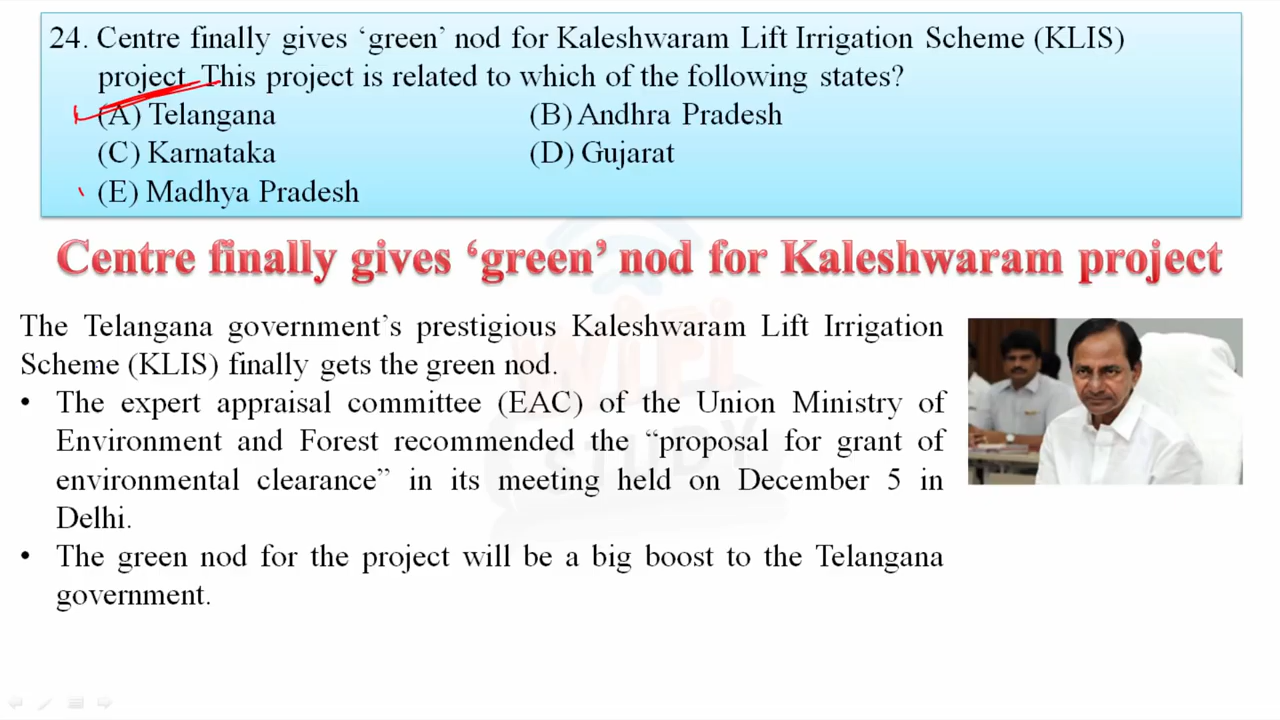 24. Centre finally gives ‘green’ nod for Kaleshwaram Lift Irrigation Scheme (KLIS)
project. This project is related to which of the following states?
(A) Telangana (B) Andhra Pradesh
(C) Karnataka (D) Gujarat
(E) Madhya Pradesh
Centre finally gives ‘green’ nod for Kaleshwaram project
The Telangana government’s prestigious Kaleshwaram Lift Irrigation
Scheme (KLIS) finally gets the green nod.
• The expert appraisal committee (EAC) of the Union Ministry of
Environment and Forest recommended the “proposal for grant of
environmental clearance” in its meeting held on December 5 in
Delhi.
• The green nod for the project will be a big boost to the Telangana
government.
WiFi
STUDY